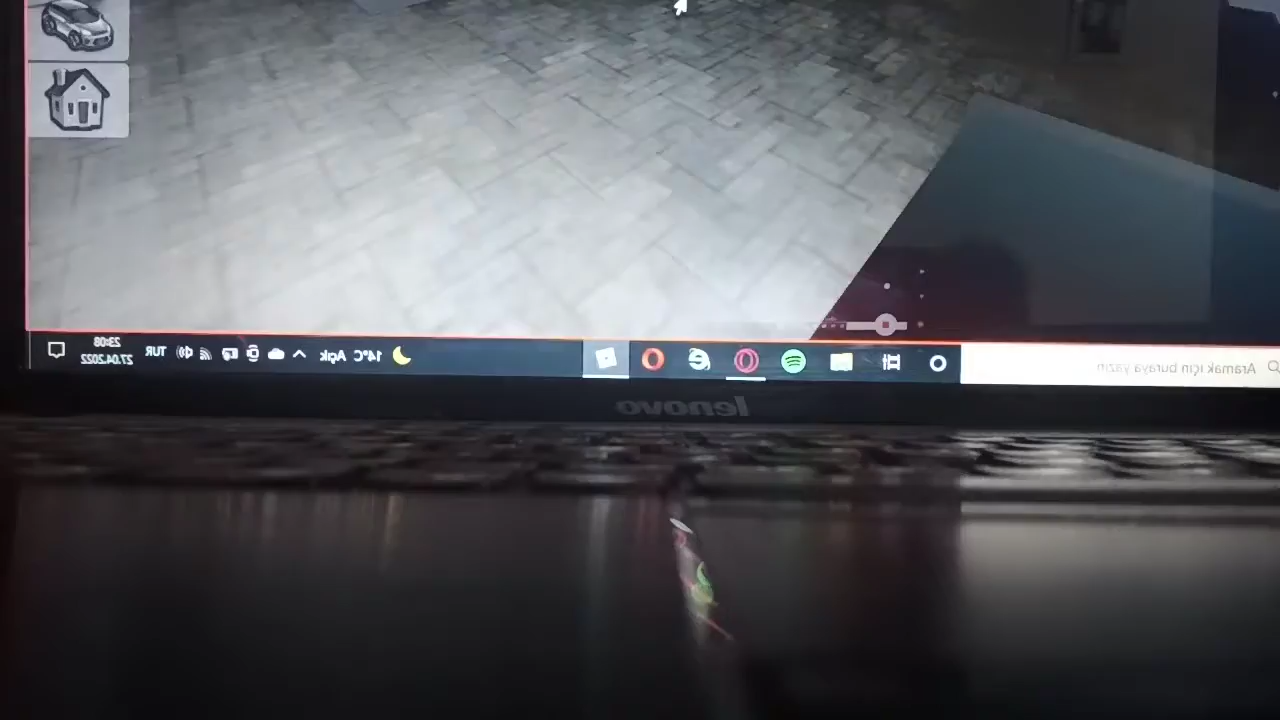 Aramak için buraya yazın
14°C Açık
TUR
23:08
27.04.2022
lenovo